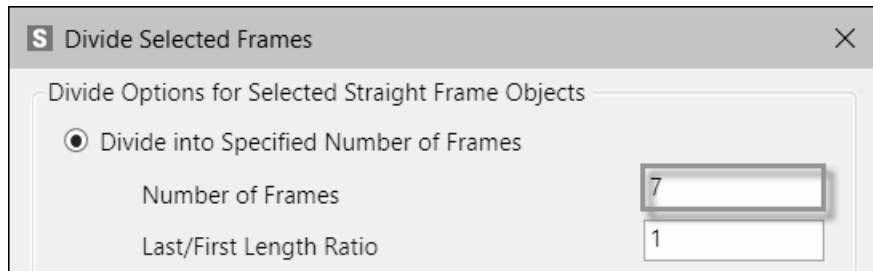 S Divide Selected Frames
Divide Options for Selected Straight Frame Objects
Divide into Specified Number of Frames
Number of Frames 7
Last/First Length Ratio 1